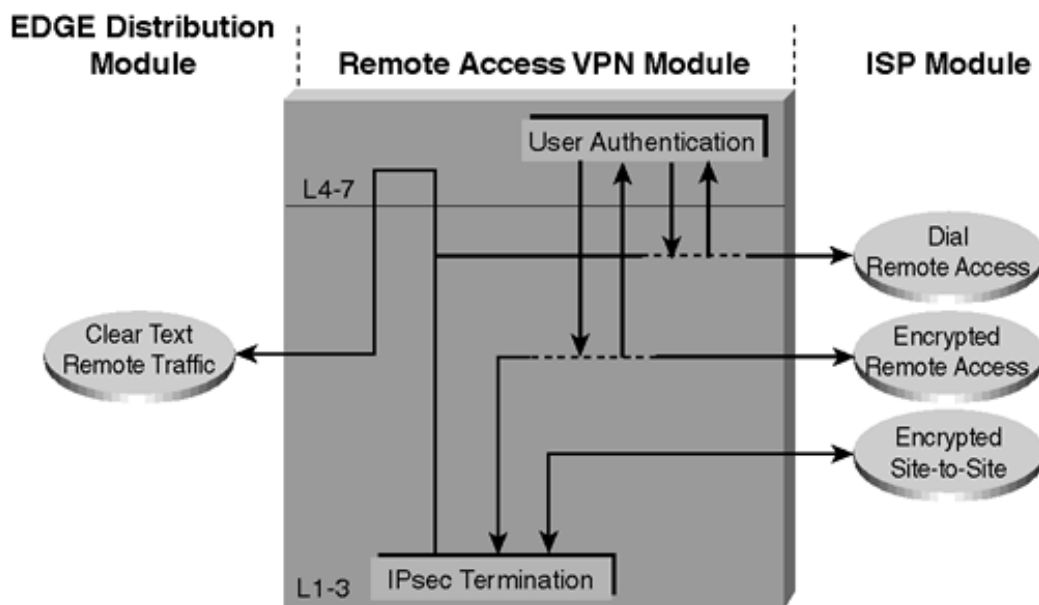 EDGE Distribution
Module
Remote Access VPN Module
ISP Module
User Authentication
L4-7
Dial
Remote Access
Clear Text
Remote Traffic
Encrypted
Remote Access
Encrypted
Site-to-Site
IPsec Termination
L1-3